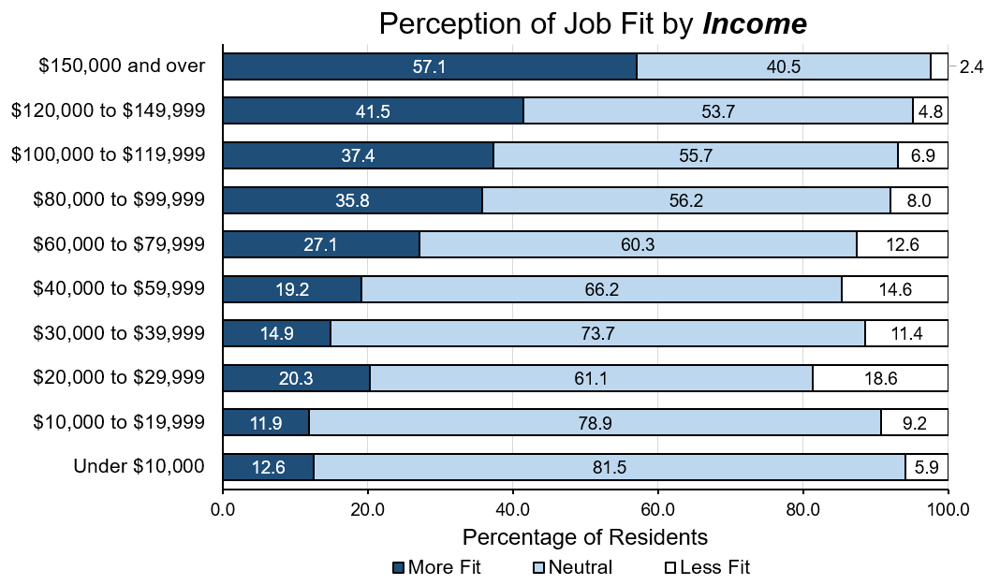 Perception of Job Fit by Income
$150,000 and over 57.1 40.5 2.4
$120,000 to $149,999 41.5 53.7 4.8
$100,000 to $119,999 37.4 55.7 6.9
$80,000 to $99,999 35.8 56.2 8.0
$60,000 to $79,999 27.1 60.3 12.6
$40,000 to $59,999 19.2 66.2 14.6
$30,000 to $39,999 14.9 73.7 11.4
$20,000 to $29,999 20.3 61.1 18.6
$10,000 to $19,999 11.9 78.9 9.2
Under $10,000 12.6 81.5 5.9
0.0 20.0 40.0 60.0 80.0 100.0
Percentage of Residents
More Fit Neutral Less Fit